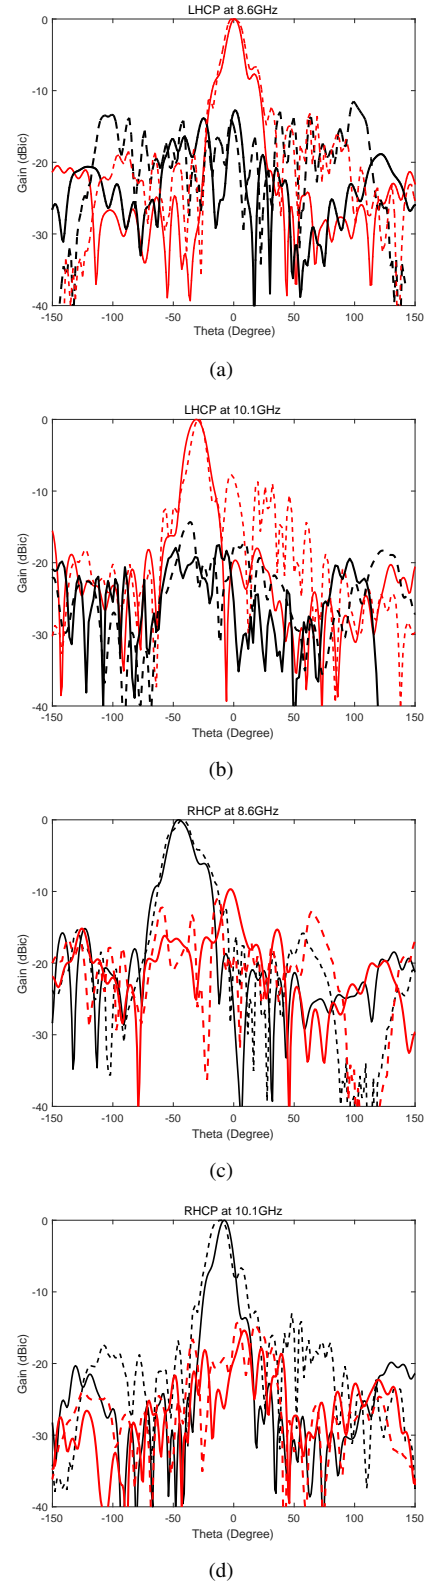 LHCP at 8.6GHz
0
-10
-20
-30
-40
Gain (dBic)
-150 -100 -50 0 50 100 150
Theta (Degree)
(a)
LHCP at 10.1GHz
0
-10
-20
-30
-40
Gain (dBic)
-150 -100 -50 0 50 100 150
Theta (Degree)
(b)
RHCP at 8.6GHz
0
-10
-20
-30
-40
Gain (dBic)
-150 -100 -50 0 50 100 150
Theta (Degree)
(c)
RHCP at 10.1GHz
0
-10
-20
-30
-40
Gain (dBic)
-150 -100 -50 0 50 100 150
Theta (Degree)
(d)